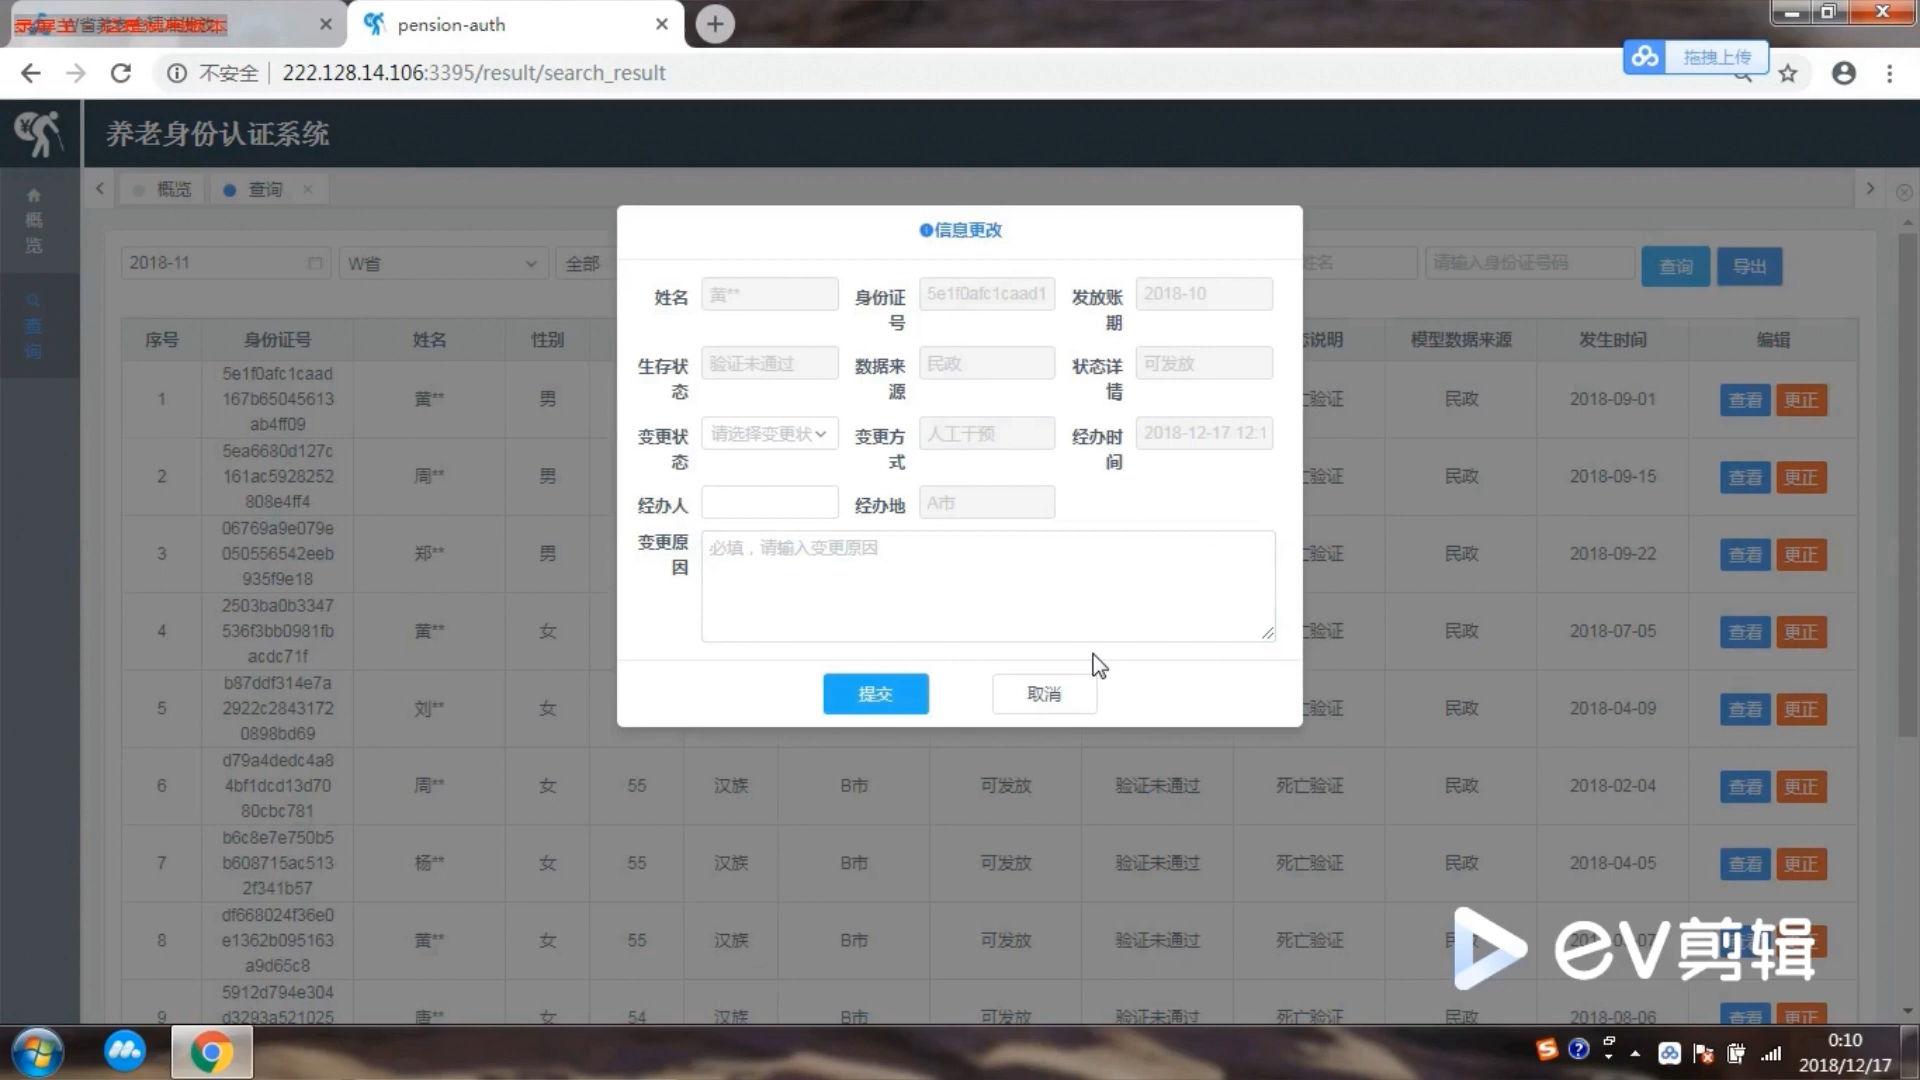 pension-auth
不安全 222.128.14.106:3395/result/search_result
拖拽上传
养老身份认证系统
概览 查询
概览
查询
2018-11 W省 全部 姓名 请输入身份证号码 查询 导出
信息更改
姓名 黄** 身份证号 5e1f0afc1caad1 发放账期 2018-10
生存状态 验证未通过 数据来源 民政 状态详情 可发放
变更状态 请选择变更状 变更方式 人工干预 经办时间 2018-12-17 12:1
经办人 经办地 A市
变更原因 必填，请输入变更原因
提交 取消
序号 身份证号 姓名 性别 说明 模型数据来源 发生时间 编辑
1 5e1f0afc1caad167b65045613ab4ff09 黄** 男 验证 民政 2018-09-01 查看 更正
2 5ea6680d127c161ac5928252808e4ff4 周** 男 验证 民政 2018-09-15 查看 更正
3 06769a9e079e050556542eeb935f9e18 郑** 男 验证 民政 2018-09-22 查看 更正
4 2503ba0b3347536f3bb0981fbacdc71f 黄** 女 验证 民政 2018-07-05 查看 更正
5 b87ddf314e7a2922c28431720898bd69 刘** 女 验证 民政 2018-04-09 查看 更正
6 d79a4dedc4a84bf1dcd13d7080cbc781 周** 女 55 汉族 B市 可发放 验证未通过 死亡验证 民政 2018-02-04 查看 更正
7 b6c8e7e750b5b608715ac5132f341b57 杨** 女 55 汉族 B市 可发放 验证未通过 死亡验证 民政 2018-04-05 查看 更正
8 df668024f36e0e1362b095163a9d65c8 黄** 女 55 汉族 B市 可发放 验证未通过 死亡验证
9 5912d794e304d3293a521025 唐** 女 54 汉族 B市 可发放 验证未通过 死亡验证 民政 2018-08-06 查看 更正
eV剪辑
0:10
2018/12/17